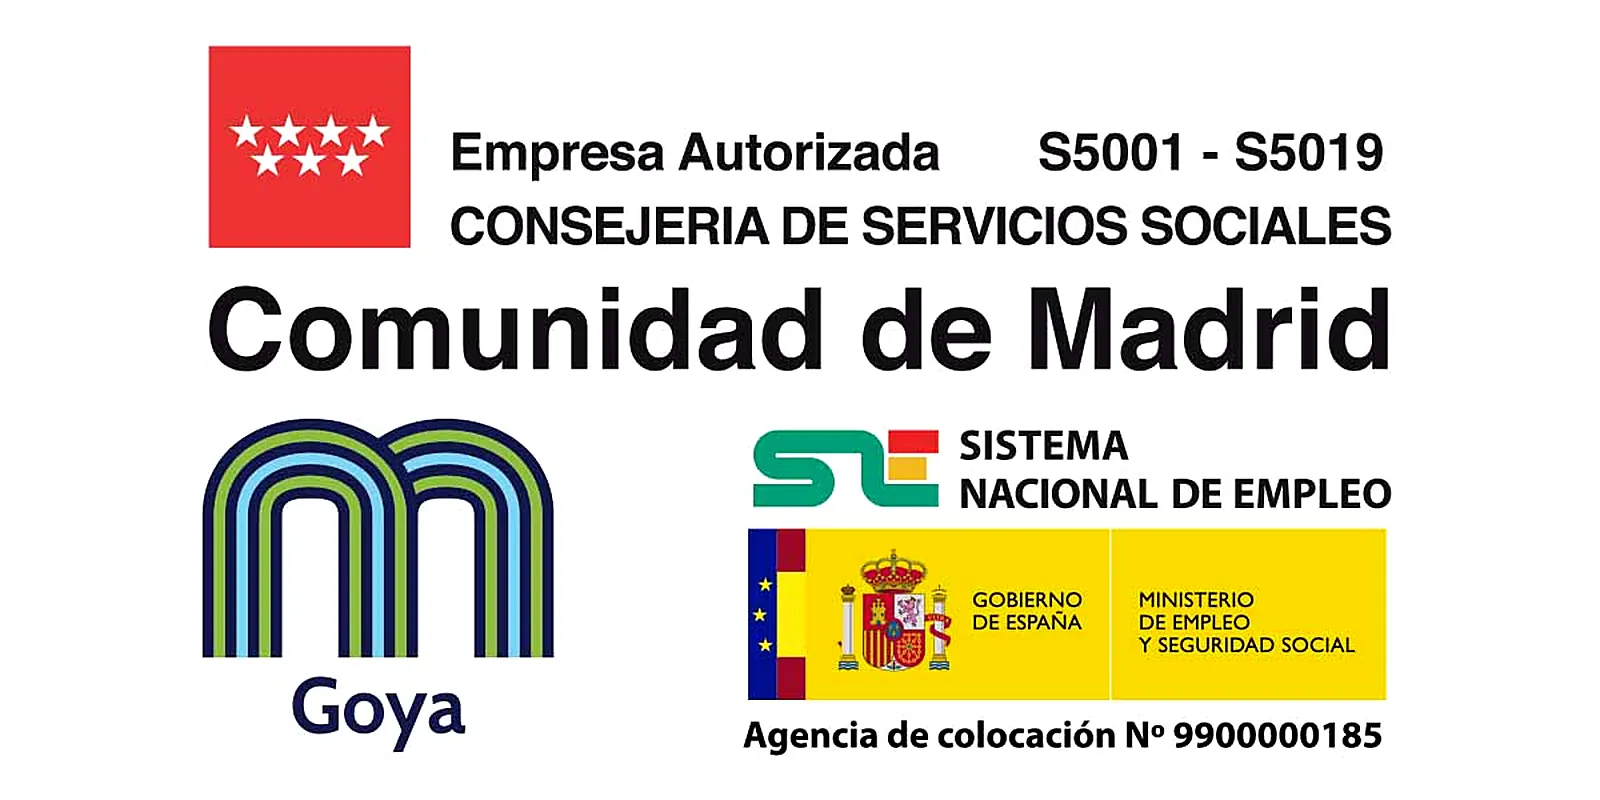 Empresa Autorizada S5001 - S5019
CONSEJERIA DE SERVICIOS SOCIALES
Comunidad de Madrid
Goya
SISTEMA
NACIONAL DE EMPLEO
GOBIERNO
DE ESPAÑA
MINISTERIO
DE EMPLEO
Y SEGURIDAD SOCIAL
Agencia de colocación Nº 9900000185